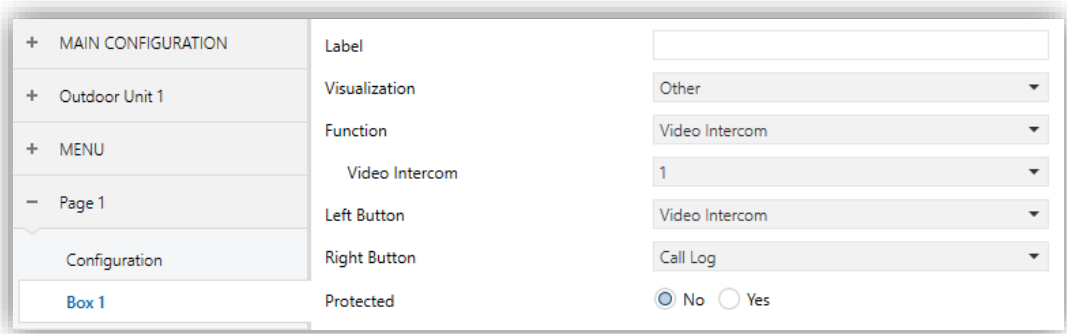 MAIN CONFIGURATION
Outdoor Unit 1
MENU
Page 1
Configuration
Box 1
Label
Visualization Other
Function Video Intercom
Video Intercom 1
Left Button Video Intercom
Right Button Call Log
Protected No Yes